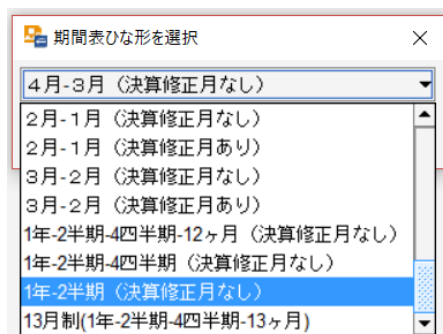 期間表ひな形を選択
４月-３月（決算修正月なし）
２月-１月（決算修正月なし）
２月-１月（決算修正月あり）
３月-２月（決算修正月なし）
３月-２月（決算修正月あり）
1年-2半期-4四半期-12ヶ月（決算修正月なし）
1年-2半期-4四半期（決算修正月なし）
1年-2半期（決算修正月なし）
13月制(1年-2半期-4四半期-13ヶ月)